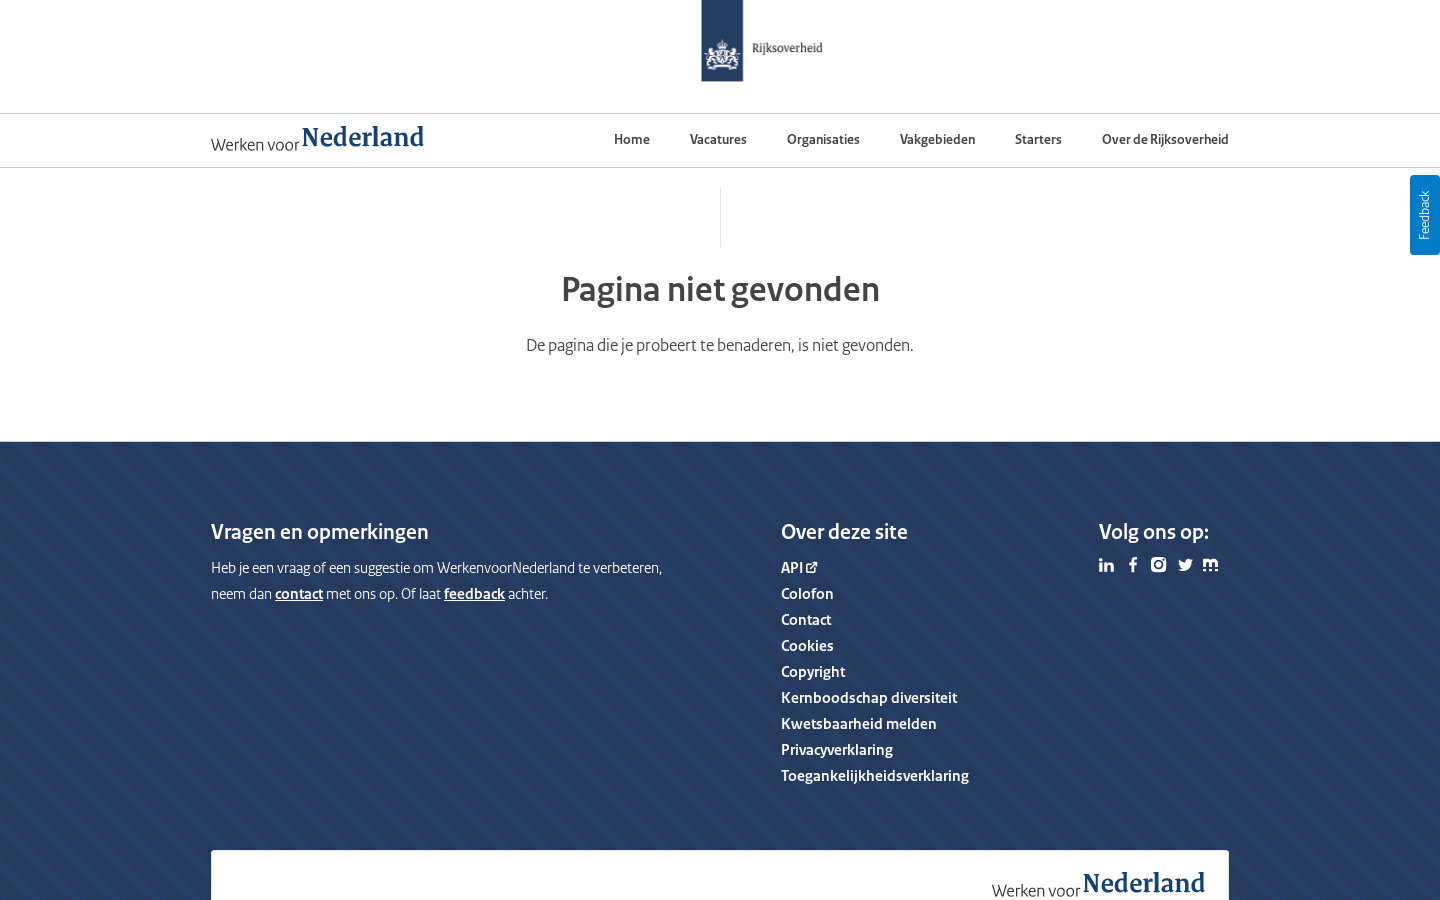 Rijksoverheid
Werken voor Nederland
Home
Vacatures
Organisaties
Vakgebieden
Starters
Over de Rijksoverheid
Feedback
Pagina niet gevonden
De pagina die je probeert te benaderen, is niet gevonden.
Vragen en opmerkingen
Heb je een vraag of een suggestie om WerkenvoorNederland te verbeteren,
neem dan contact met ons op. Of laat feedback achter.
Over deze site
API
Colofon
Contact
Cookies
Copyright
Kernboodschap diversiteit
Kwetsbaarheid melden
Privacyverklaring
Toegankelijkheidsverklaring
Volg ons op:
Werken voor Nederland